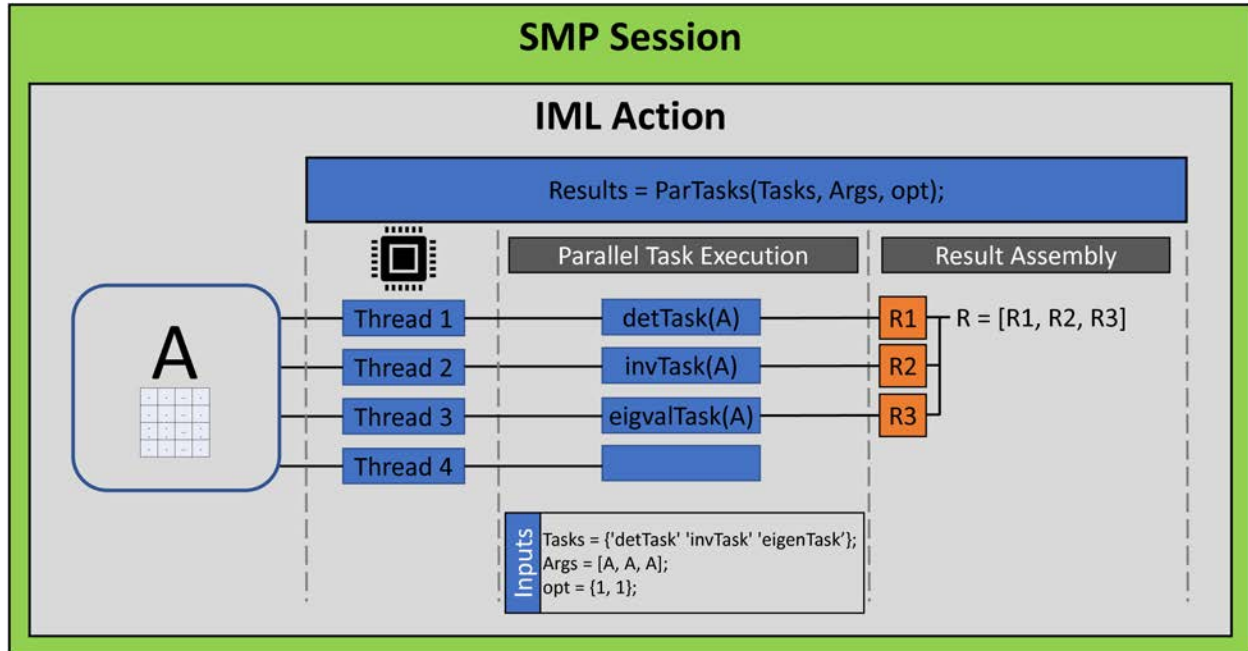 SMP Session
IML Action
Results = ParTasks(Tasks, Args, opt);
Parallel Task Execution
Result Assembly
A
Thread 1
detTask(A)
R1
R = [R1, R2, R3]
Thread 2
invTask(A)
R2
Thread 3
eigvalTask(A)
R3
Thread 4
Inputs
Tasks = {'detTask' 'invTask' 'eigenTask’};
Args = [A, A, A];
opt = {1, 1};